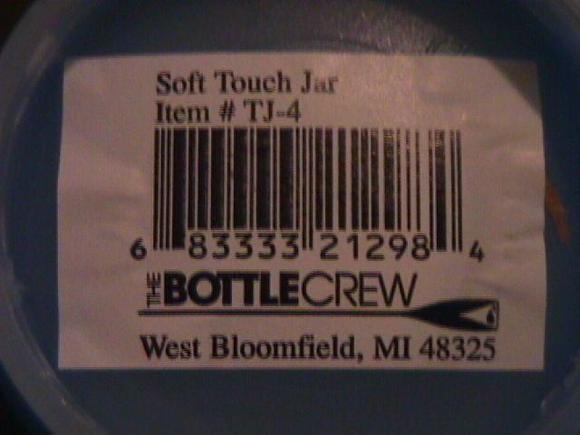 Soft Touch Jar
Item # TJ-4
6 83333 21298 4
THE BOTTLECREW
West Bloomfield, MI 48325